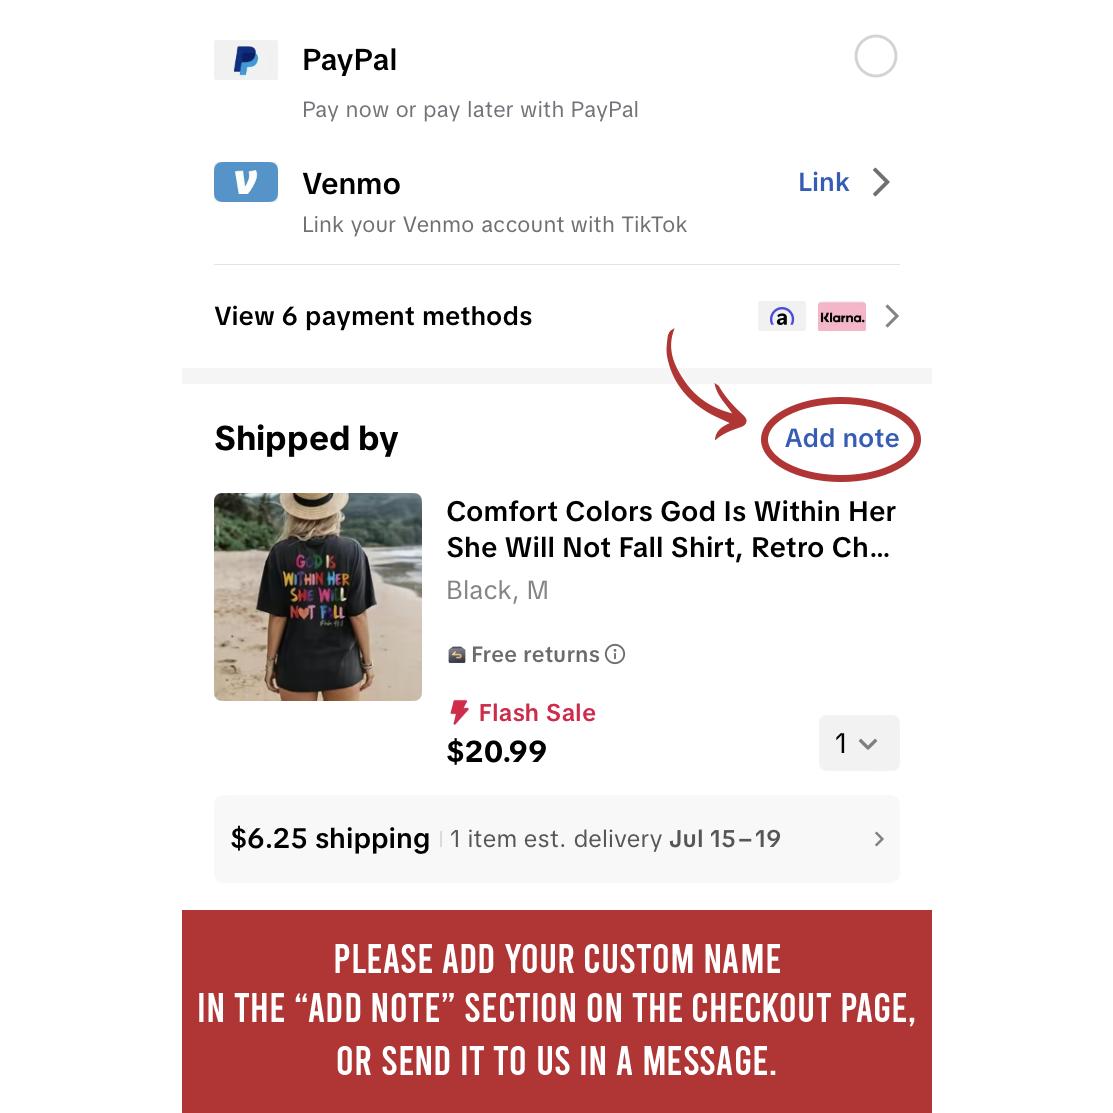 PayPal
Pay now or pay later with PayPal
Venmo
Link
Link your Venmo account with TikTok
View 6 payment methods
a
Klarna.
Shipped by
Add note
GOD IS
WITHIN HER
SHE WILL
NOT FALL
Comfort Colors God Is Within Her
She Will Not Fall Shirt, Retro Ch...
Black, M
Free returns
Flash Sale
$20.99
1
$6.25 shipping | 1 item est. delivery Jul 15–19
PLEASE ADD YOUR CUSTOM NAME
IN THE “ADD NOTE” SECTION ON THE CHECKOUT PAGE,
OR SEND IT TO US IN A MESSAGE.